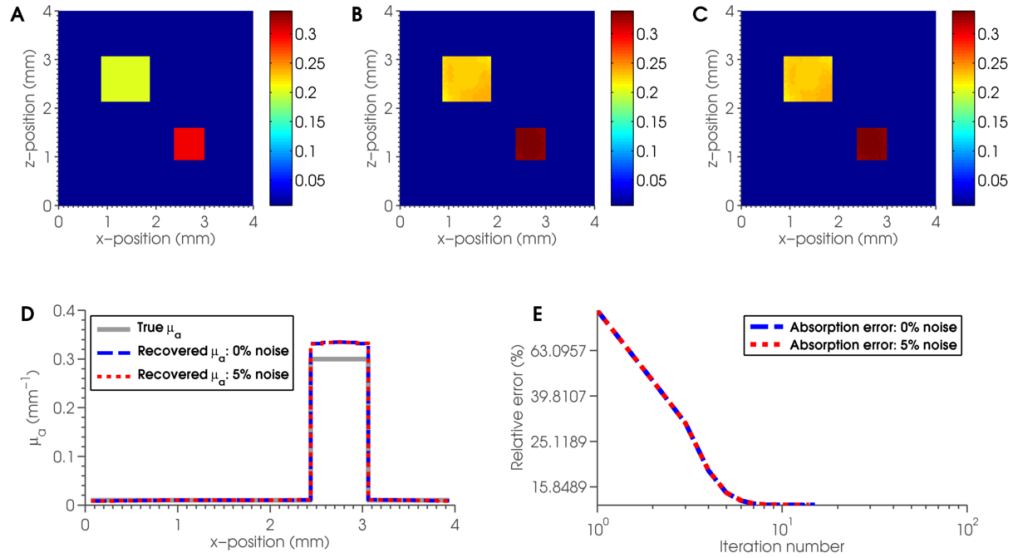 A
B
C
4
3
2
1
0
z-position (mm)
0 1 2 3 4
x-position (mm)
0.3
0.25
0.2
0.15
0.1
0.05
4
3
2
1
0
z-position (mm)
0 1 2 3 4
x-position (mm)
0.3
0.25
0.2
0.15
0.1
0.05
4
3
2
1
0
z-position (mm)
0 1 2 3 4
x-position (mm)
0.3
0.25
0.2
0.15
0.1
0.05
D
0.4
0.3
0.2
0.1
0
μa (mm⁻¹)
True μa
Recovered μa: 0% noise
Recovered μa: 5% noise
0 1 2 3 4
x-position (mm)
E
Absorption error: 0% noise
Absorption error: 5% noise
63.0957
39.8107
25.1189
15.8489
Relative error (%)
10⁰ 10¹ 10²
Iteration number